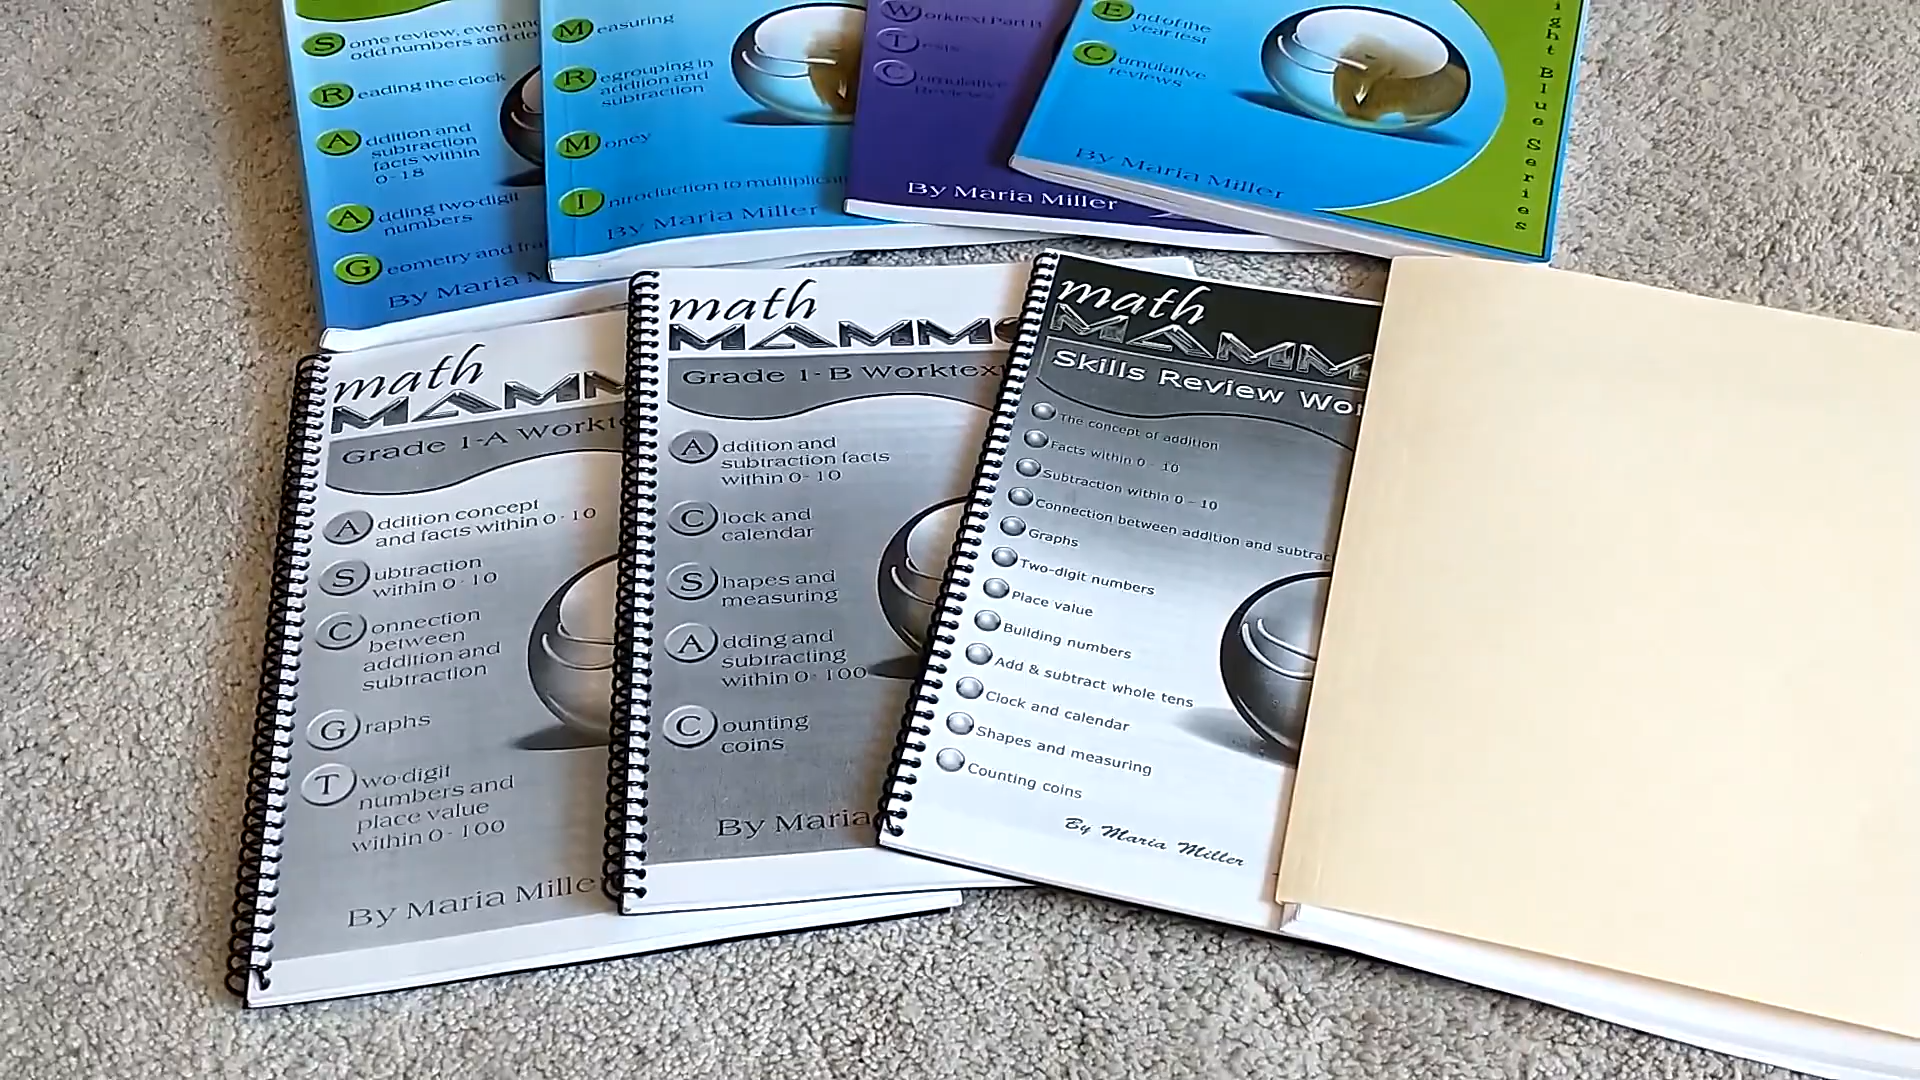 Some review, even and
odd numbers and
Reading the clock
Addition and
subtraction
facts within
0-18
Adding two-digit
numbers
Geometry and
By Maria
Measuring
Regrouping in
addition and
subtraction
Money
Introduction to
By Maria Miller
Worktext Part B
Tests
Cumulative
Reviews
By Maria Miller
End of the
year test
Cumulative
reviews
By Maria Miller
Blue Series
math
MAMM
Grade 1-A
Addition concept
and facts within 0-10
Subtraction
within 0-10
Connection
between
addition and
subtraction
Graphs
Two-digit
numbers and
place value
within 0-100
By Maria Mille
math
MAMM
Grade 1-B Worktext
Addition and
subtraction facts
within 0-10
Clock and
calendar
Shapes and
measuring
Adding and
subtracting
within 0-100
Counting
coins
By Maria
math
MAMM
Skills Review Wor
The concept of addition
Facts within 0 - 10
Subtraction within 0 - 10
Connection between addition and subtrac
Graphs
Two-digit numbers
Place value
Building numbers
Add & subtract whole tens
Clock and calendar
Shapes and measuring
Counting coins
By Maria Miller